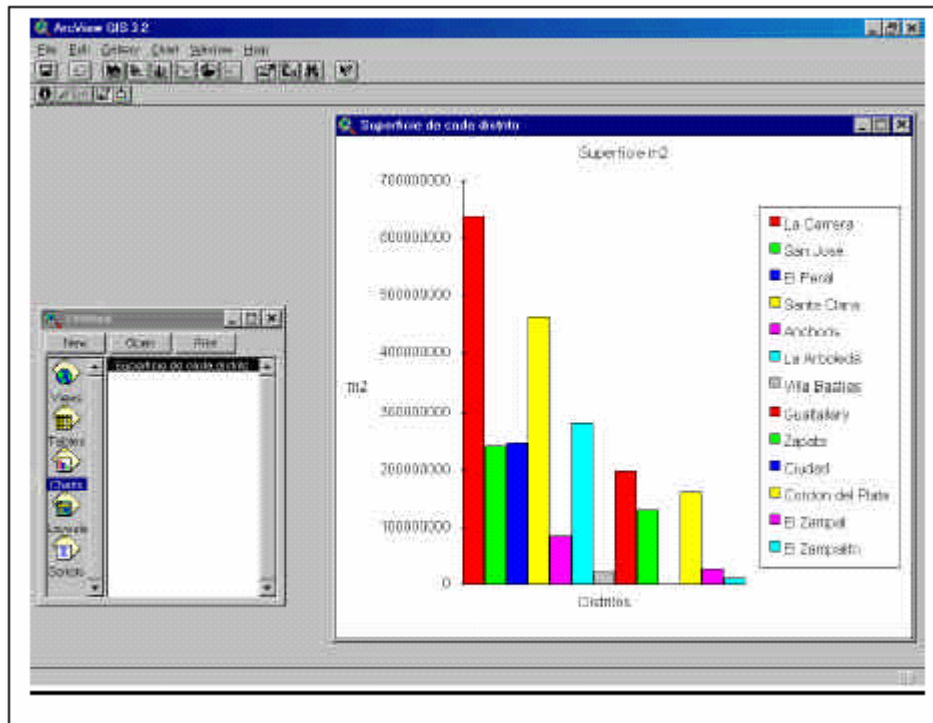 ArcView GIS 3.2
File Edit Gallery Chart Window Help
Superficie de cada distrito
Superficie m2
700000000
600000000
500000000
400000000
300000000
200000000
100000000
0
m2
Distritos
La Carrera
San José
El Peral
Santa Clara
Anchoris
La Arboleda
Villa Bastías
Gualtallary
Zapata
Ciudad
Cordon del Plata
El Zampal
El Zampalito
New Open Print
superficie de cada distrito
Views
Tables
Charts
Layouts
Scripts